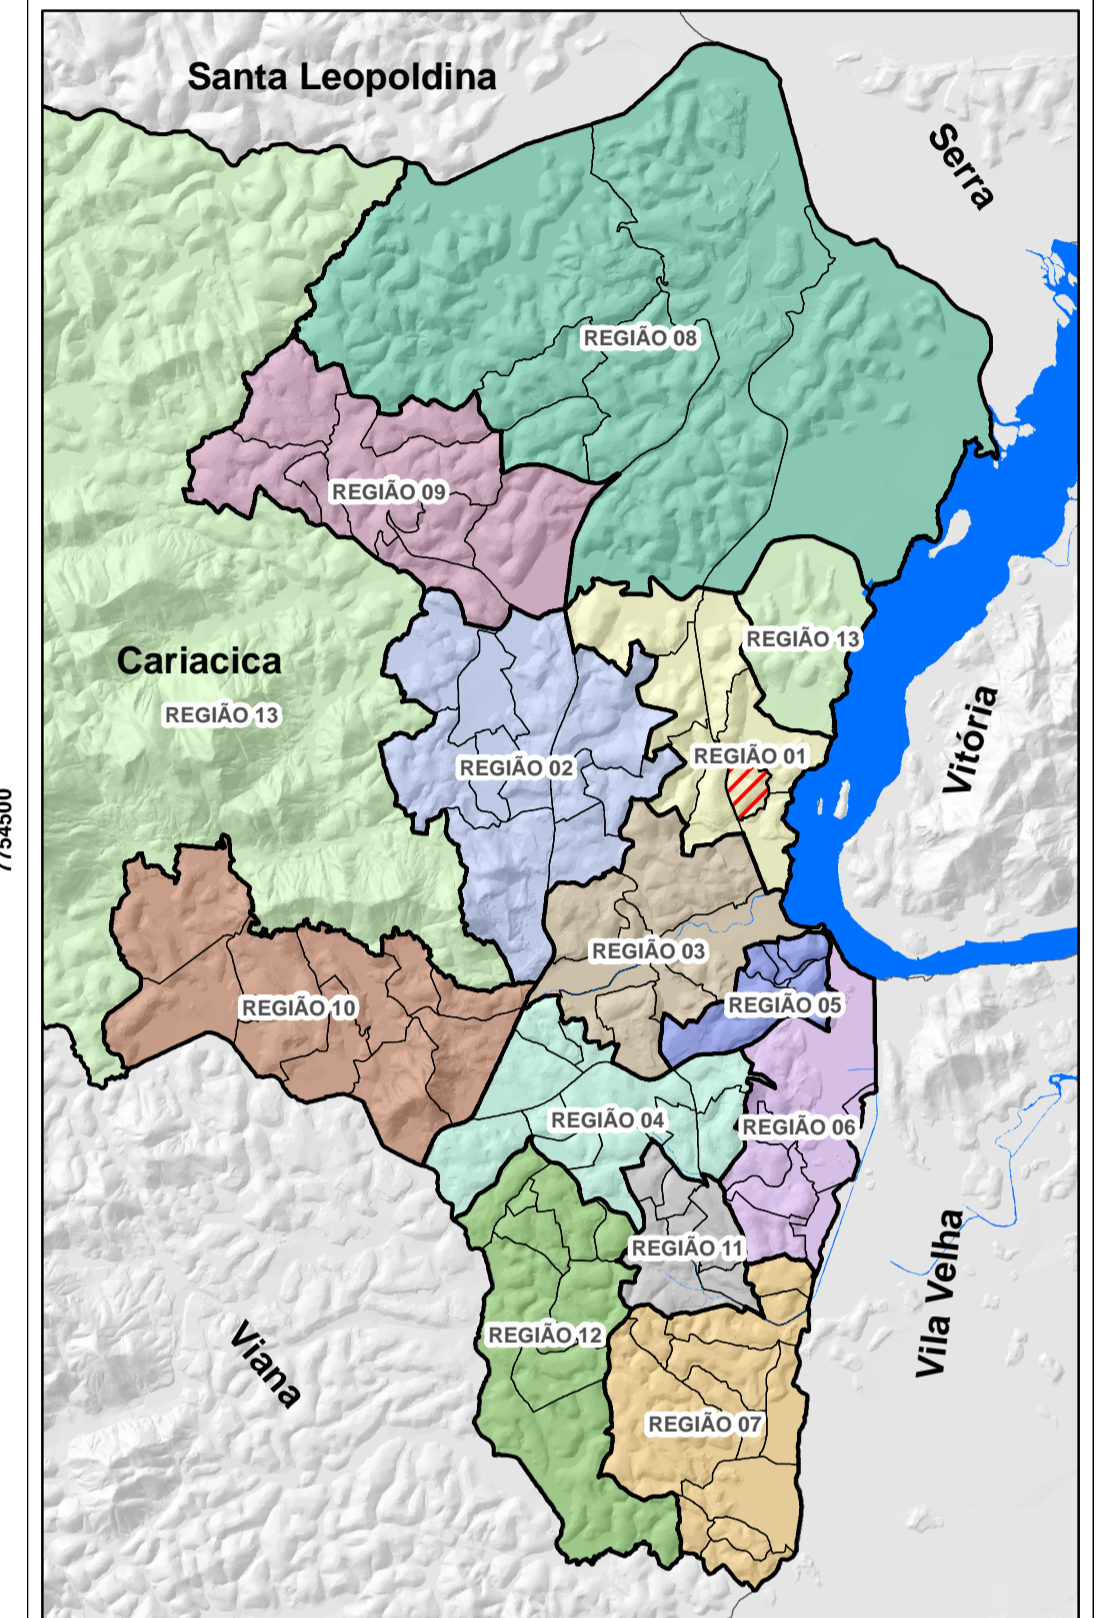 Santa Leopoldina
Serra
REGIÃO 08
REGIÃO 09
REGIÃO 13
Cariacica
REGIÃO 13
Vitória
REGIÃO 01
REGIÃO 02
7754500
REGIÃO 03
REGIÃO 05
REGIÃO 10
REGIÃO 04
REGIÃO 06
REGIÃO 11
Vila Velha
REGIÃO 12
Viana
REGIÃO 07